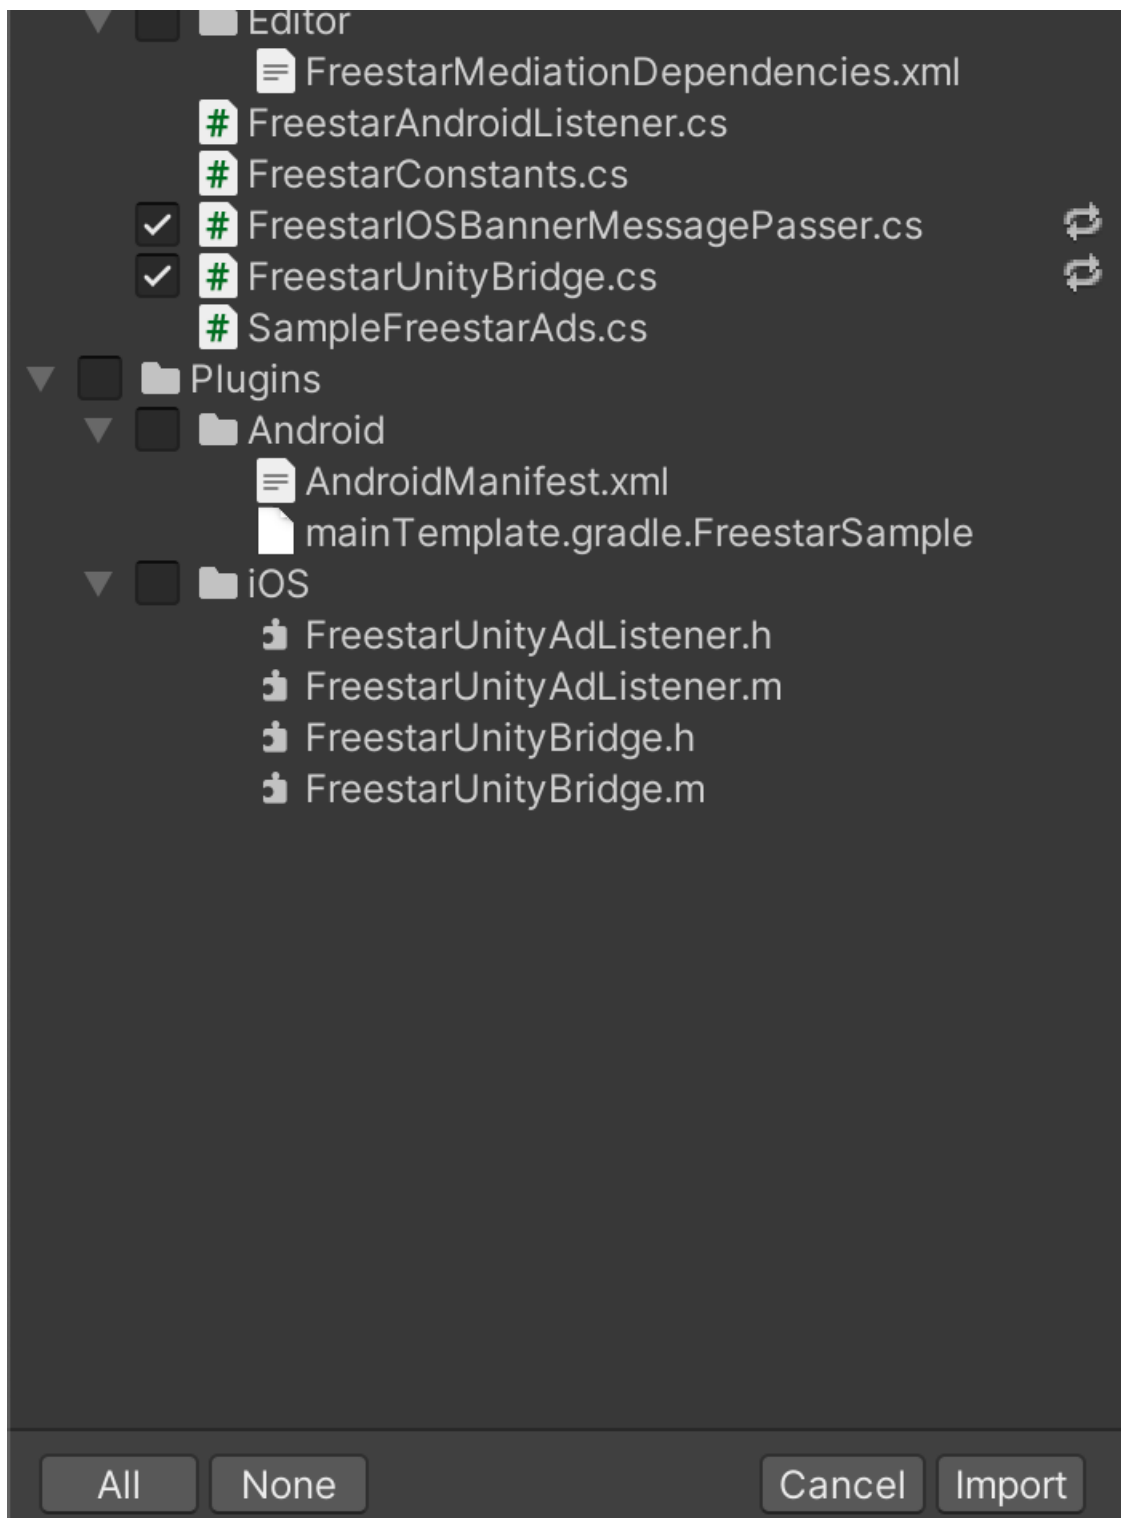 Editor
FreestarMediationDependencies.xml
FreestarAndroidListener.cs
FreestarConstants.cs
FreestarIOSBannerMessagePasser.cs
FreestarUnityBridge.cs
SampleFreestarAds.cs
Plugins
Android
AndroidManifest.xml
mainTemplate.gradle.FreestarSample
iOS
FreestarUnityAdListener.h
FreestarUnityAdListener.m
FreestarUnityBridge.h
FreestarUnityBridge.m
All None Cancel Import